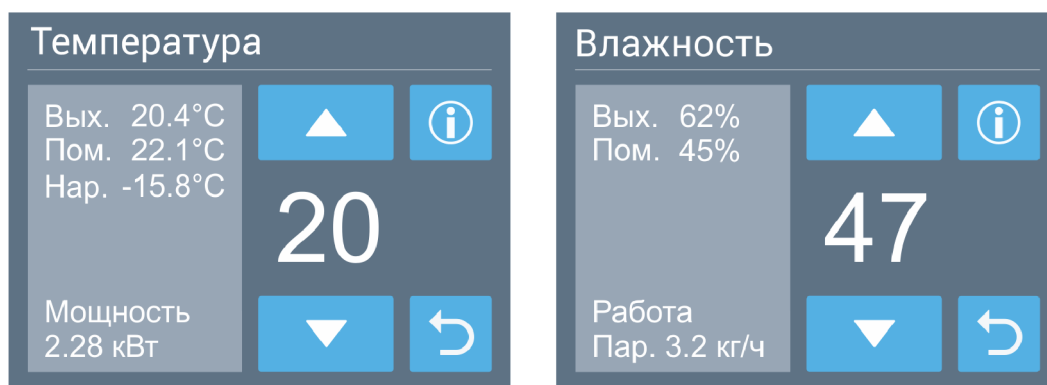 Температура
Вых. 20.4°C
Пом. 22.1°C
Нар. -15.8°C
20
Мощность
2.28 кВт
Влажность
Вых. 62%
Пом. 45%
47
Работа
Пар. 3.2 кг/ч